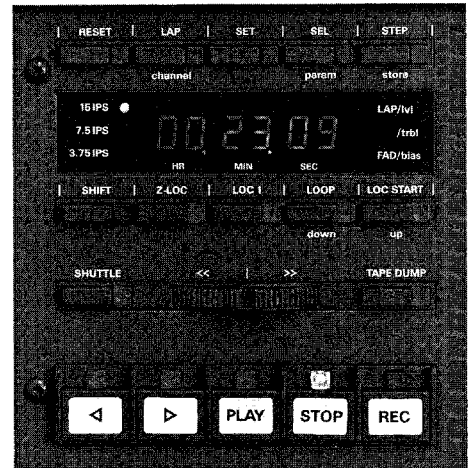 RESET LAP SET SEL STEP
channel param store
15 IPS LAP/lvl
7.5 IPS 00.23.09 /trbl
3.75 IPS FAD/bias
HR MIN SEC
SHIFT Z-LOC LOC 1 LOOP LOC START
down up
SHUTTLE << >> TAPE DUMP
PLAY STOP REC